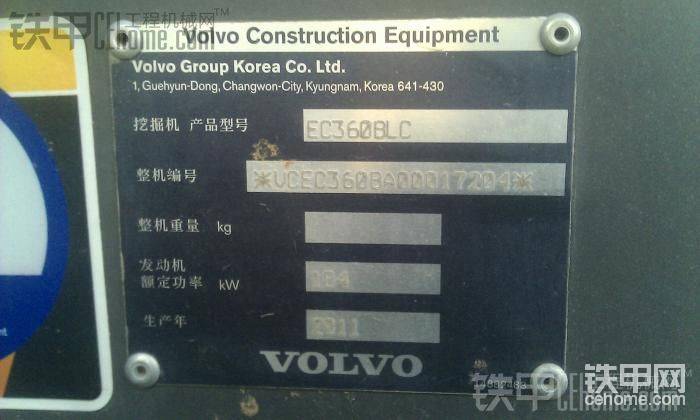 铁甲工程机械网
cehome.com
Volvo Construction Equipment
Volvo Group Korea Co. Ltd.
1, Guehyun-Dong, Changwon-City, Kyungnam, Korea 641-430
挖掘机 产品型号 EC360BLC
整机编号 *VCEC360BA00017204*
整机重量 kg
发动机
额定功率 kW 184
生产年 2011
VOLVO
铁甲网
cehome.com